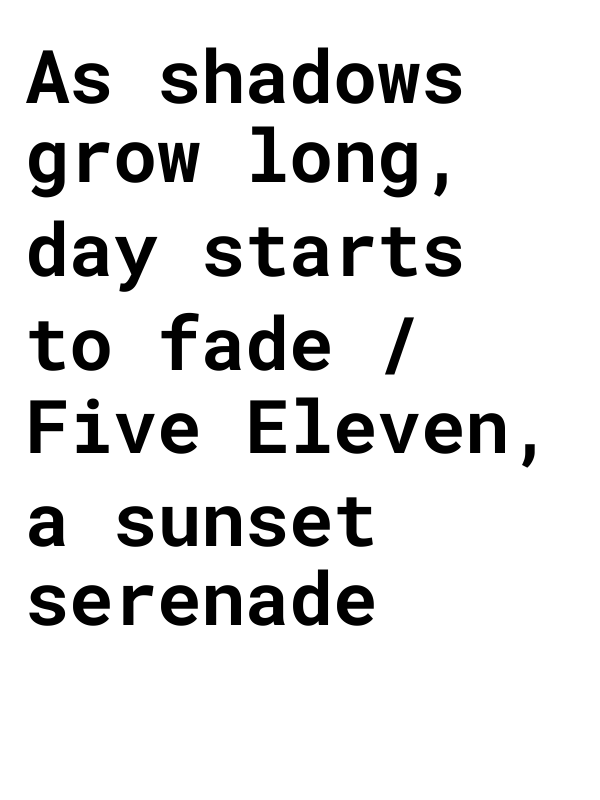 As shadows
grow long,
day starts
to fade /
Five Eleven,
a sunset
serenade